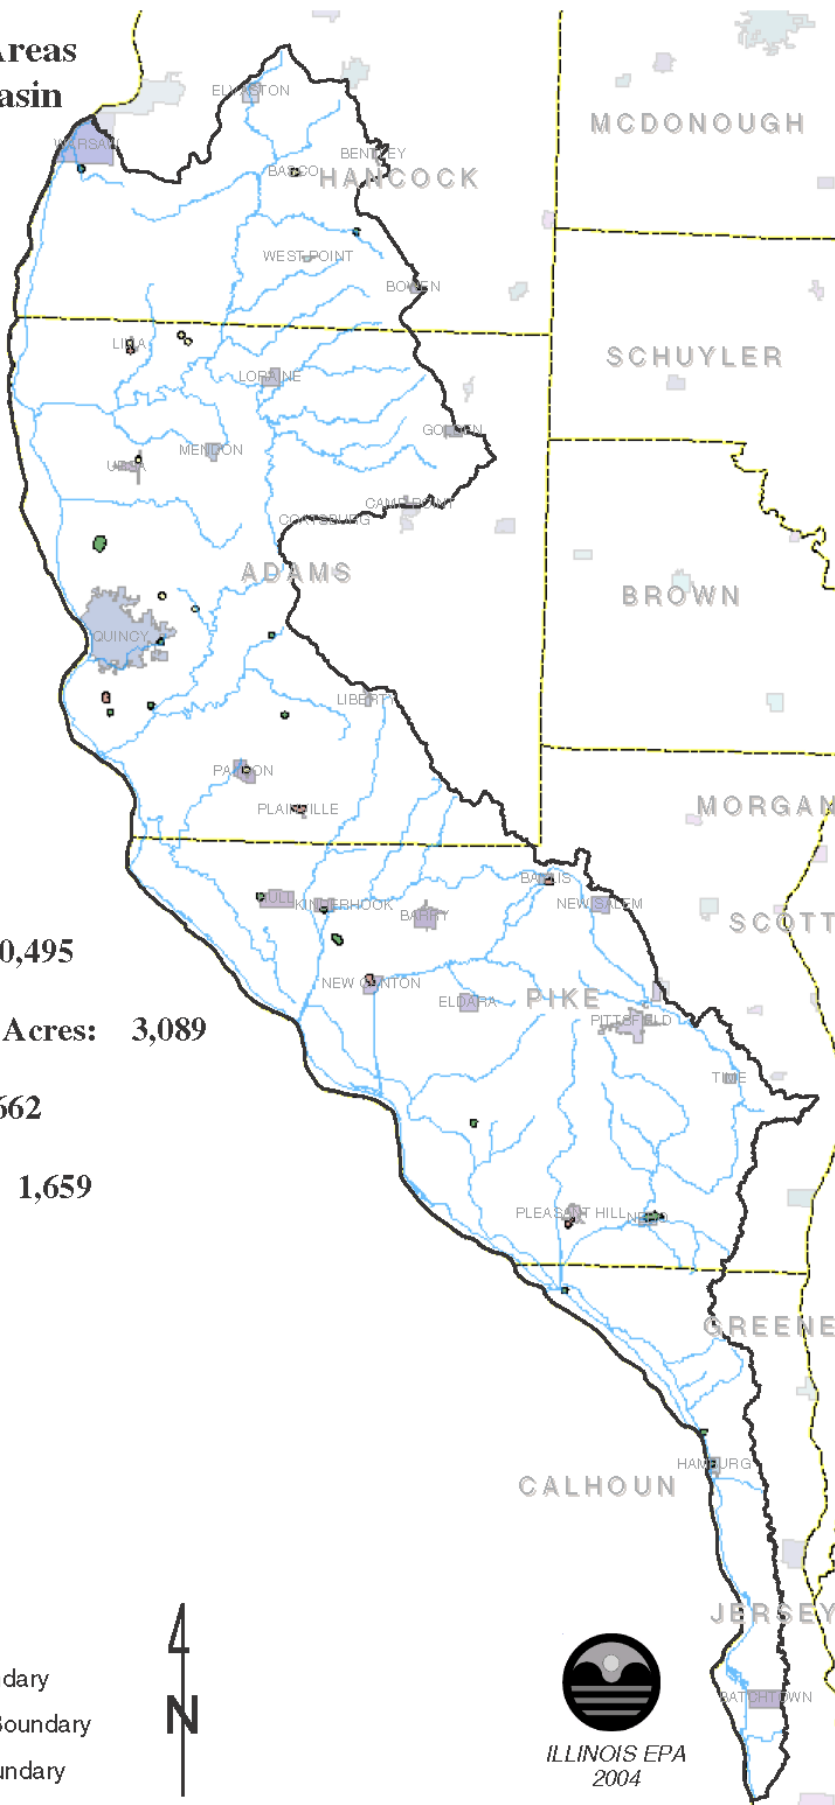 Areas
asin
ELVASTON
MCDONOUGH
WARSAW
BENTLEY
BASCO
HANCOCK
WEST POINT
BOWEN
LIMA
SCHUYLER
LORAINE
GOLDEN
MENDON
URSA
CAMP POINT
COATSBURG
ADAMS
BROWN
QUINCY
LIBERTY
PAYSON
MORGAN
PLAINVILLE
BAYLIS
HULL
KINDERHOOK
NEW SALEM
BARRY
SCOTT
0,495
NEW CANTON
ELDARA
PIKE
PITTSFIELD
Acres: 3,089
TIME
662
1,659
PLEASANT HILL
NEBO
GREENE
HAMBURG
CALHOUN
JERSEY
dary
Boundary
undary
N
BATCHTOWN
ILLINOIS EPA
2004